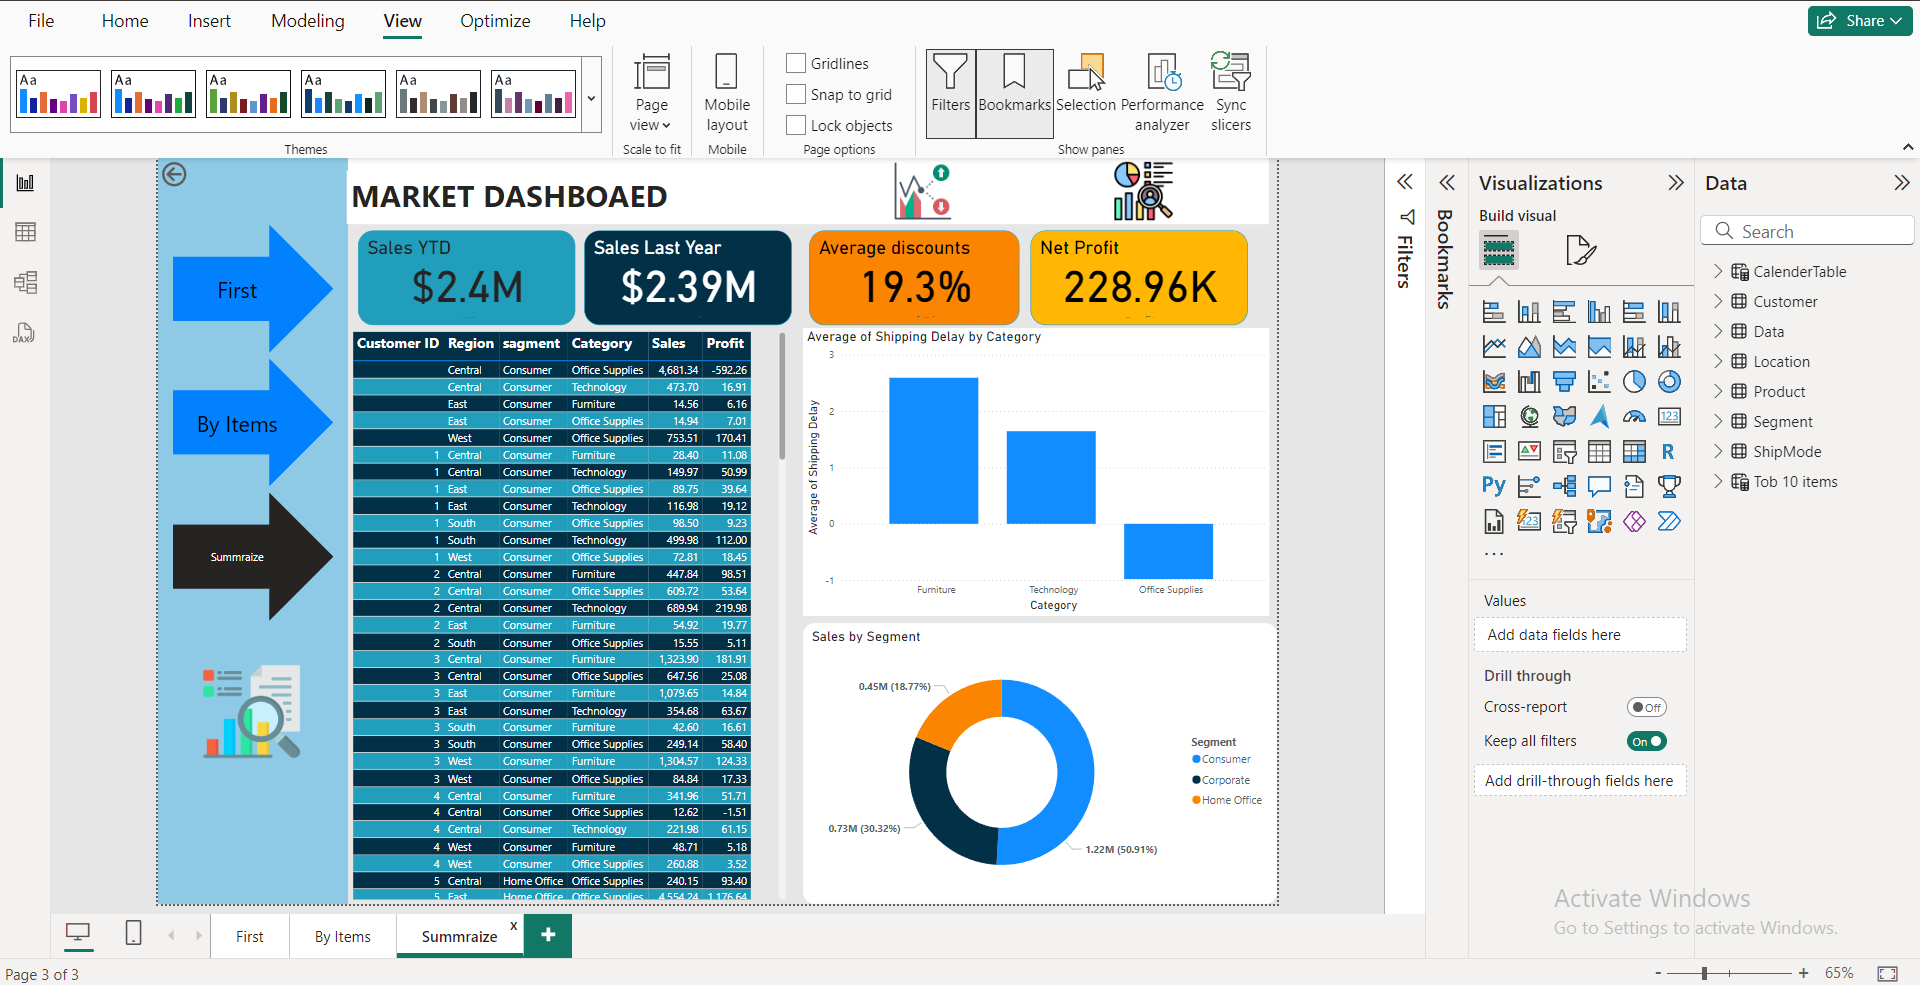 File Home Insert Modeling View Optimize Help Share
Aa Aa Aa Aa Aa Aa
Themes
Page view
Scale to fit
Mobile layout
Mobile
Gridlines
Snap to grid
Lock objects
Page options
Filters Bookmarks Selection Performance analyzer Sync slicers
Show panes
MARKET DASHBOAED
First
By Items
Summraize
Sales YTD
$2.4M
Sales Last Year
$2.39M
Average discounts
19.3%
Net Profit
228.96K
Customer ID Region sagment Category Sales Profit
Central Consumer Office Supplies 4,681.34 -592.26
Central Consumer Technology 473.70 16.91
East Consumer Furniture 14.56 6.16
East Consumer Office Supplies 14.94 7.01
West Consumer Office Supplies 753.51 170.41
1 Central Consumer Furniture 28.40 11.08
1 Central Consumer Technology 149.97 50.99
1 East Consumer Office Supplies 89.75 39.64
1 East Consumer Technology 116.98 19.12
1 South Consumer Office Supplies 98.50 9.23
1 South Consumer Technology 499.98 112.00
1 West Consumer Office Supplies 72.81 18.45
2 Central Consumer Furniture 447.84 98.51
2 Central Consumer Office Supplies 609.72 53.64
2 Central Consumer Technology 689.94 219.98
2 East Consumer Furniture 54.92 19.77
2 South Consumer Office Supplies 15.55 5.11
3 Central Consumer Furniture 1,323.90 181.91
3 Central Consumer Office Supplies 647.56 25.08
3 East Consumer Furniture 1,079.65 14.84
3 East Consumer Technology 354.68 63.67
3 South Consumer Furniture 42.60 16.61
3 South Consumer Office Supplies 249.14 58.40
3 West Consumer Furniture 1,304.57 124.33
3 West Consumer Office Supplies 84.84 17.33
4 Central Consumer Furniture 341.96 51.71
4 Central Consumer Office Supplies 12.62 -1.51
4 Central Consumer Technology 221.98 61.15
4 West Consumer Furniture 48.71 5.18
4 West Consumer Office Supplies 260.88 3.52
5 Central Home Office Office Supplies 240.15 93.40
5 East Home Office Office Supplies 4,554.24 1,176.64
Average of Shipping Delay by Category
Average of Shipping Delay
3
2
1
0
-1
Furniture Technology Office Supplies
Category
Sales by Segment
0.45M (18.77%)
0.73M (30.32%)
1.22M (50.91%)
Segment
Consumer
Corporate
Home Office
Filters
Bookmarks
Visualizations
Build visual
123
R
Py
123
...
Values
Add data fields here
Drill through
Cross-report Off
Keep all filters On
Add drill-through fields here
Data
Search
CalenderTable
Customer
Data
Location
Product
Segment
ShipMode
Top 10 items
Activate Windows
Go to Settings to activate Windows.
DAX
First By Items Summraize x +
Page 3 of 3
- + 65%